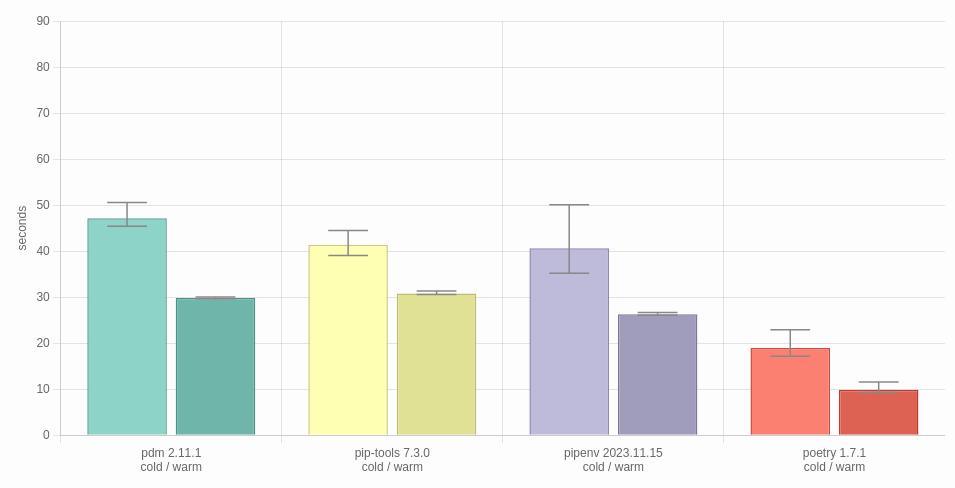 90
80
70
60
50
40
30
20
10
0
seconds
pdm 2.11.1
cold / warm
pip-tools 7.3.0
cold / warm
pipenv 2023.11.15
cold / warm
poetry 1.7.1
cold / warm